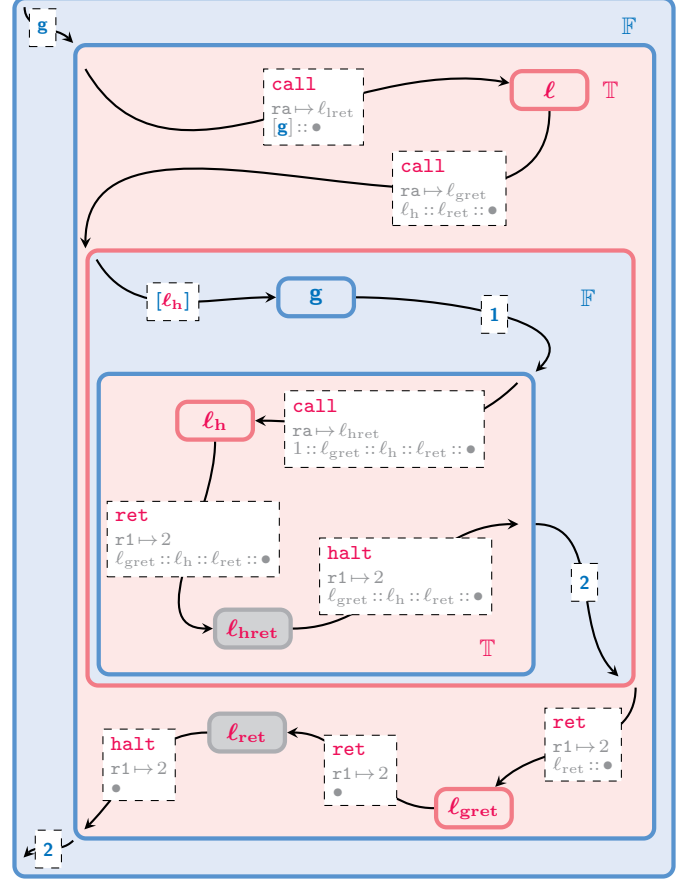 g
𝔽
call
ra ↦ ℓlret
[g] :: •
ℓ
𝕋
call
ra ↦ ℓgret
ℓh :: ℓret :: •
[ℓh]
g
1
𝔽
call
ra ↦ ℓhret
1 :: ℓgret :: ℓh :: ℓret :: •
ℓh
ret
r1 ↦ 2
ℓgret :: ℓh :: ℓret :: •
halt
r1 ↦ 2
ℓgret :: ℓh :: ℓret :: •
2
ℓhret
𝕋
ret
r1 ↦ 2
ℓret :: •
ℓret
halt
r1 ↦ 2
•
ret
r1 ↦ 2
•
ℓgret
2